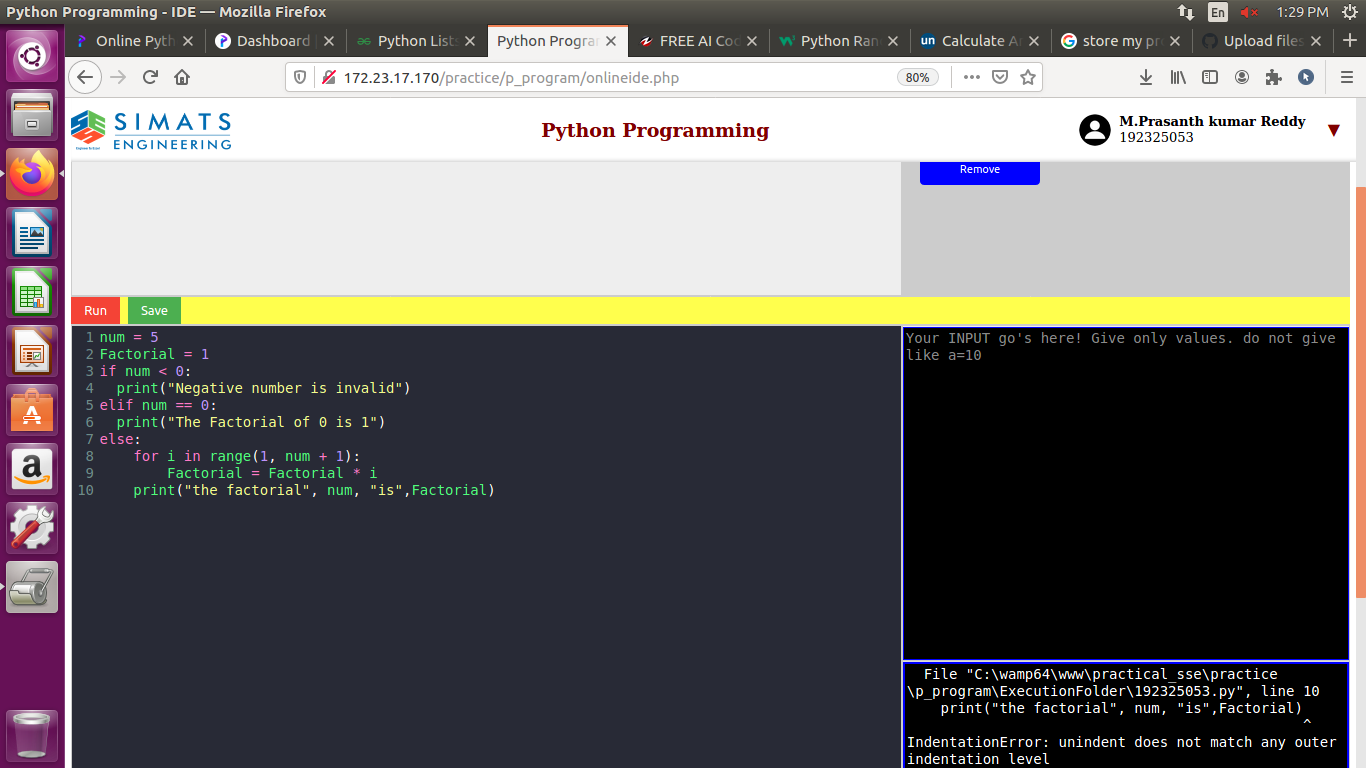 Python Programming - IDE — Mozilla Firefox
En
1:29 PM
Online Pyth
Dashboard
Python Lists
Python Progra
FREE AI Co
Python Ran
Calculate A
store my pr
Upload files
172.23.17.170/practice/p_program/onlineide.php
80%
SIMATS
ENGINEERING
Python Programming
M.Prasanth kumar Reddy
192325053
Remove
Run
Save
1 num = 5
2 Factorial = 1
3 if num < 0:
4   print("Negative number is invalid")
5 elif num == 0:
6   print("The Factorial of 0 is 1")
7 else:
8     for i in range(1, num + 1):
9         Factorial = Factorial * i
10     print("the factorial", num, "is",Factorial)
Your INPUT go's here! Give only values. do not give
like a=10
File "C:\wamp64\www\practical_sse\practice
\p_program\ExecutionFolder\192325053.py", line 10
print("the factorial", num, "is",Factorial)
^
IndentationError: unindent does not match any outer
indentation level